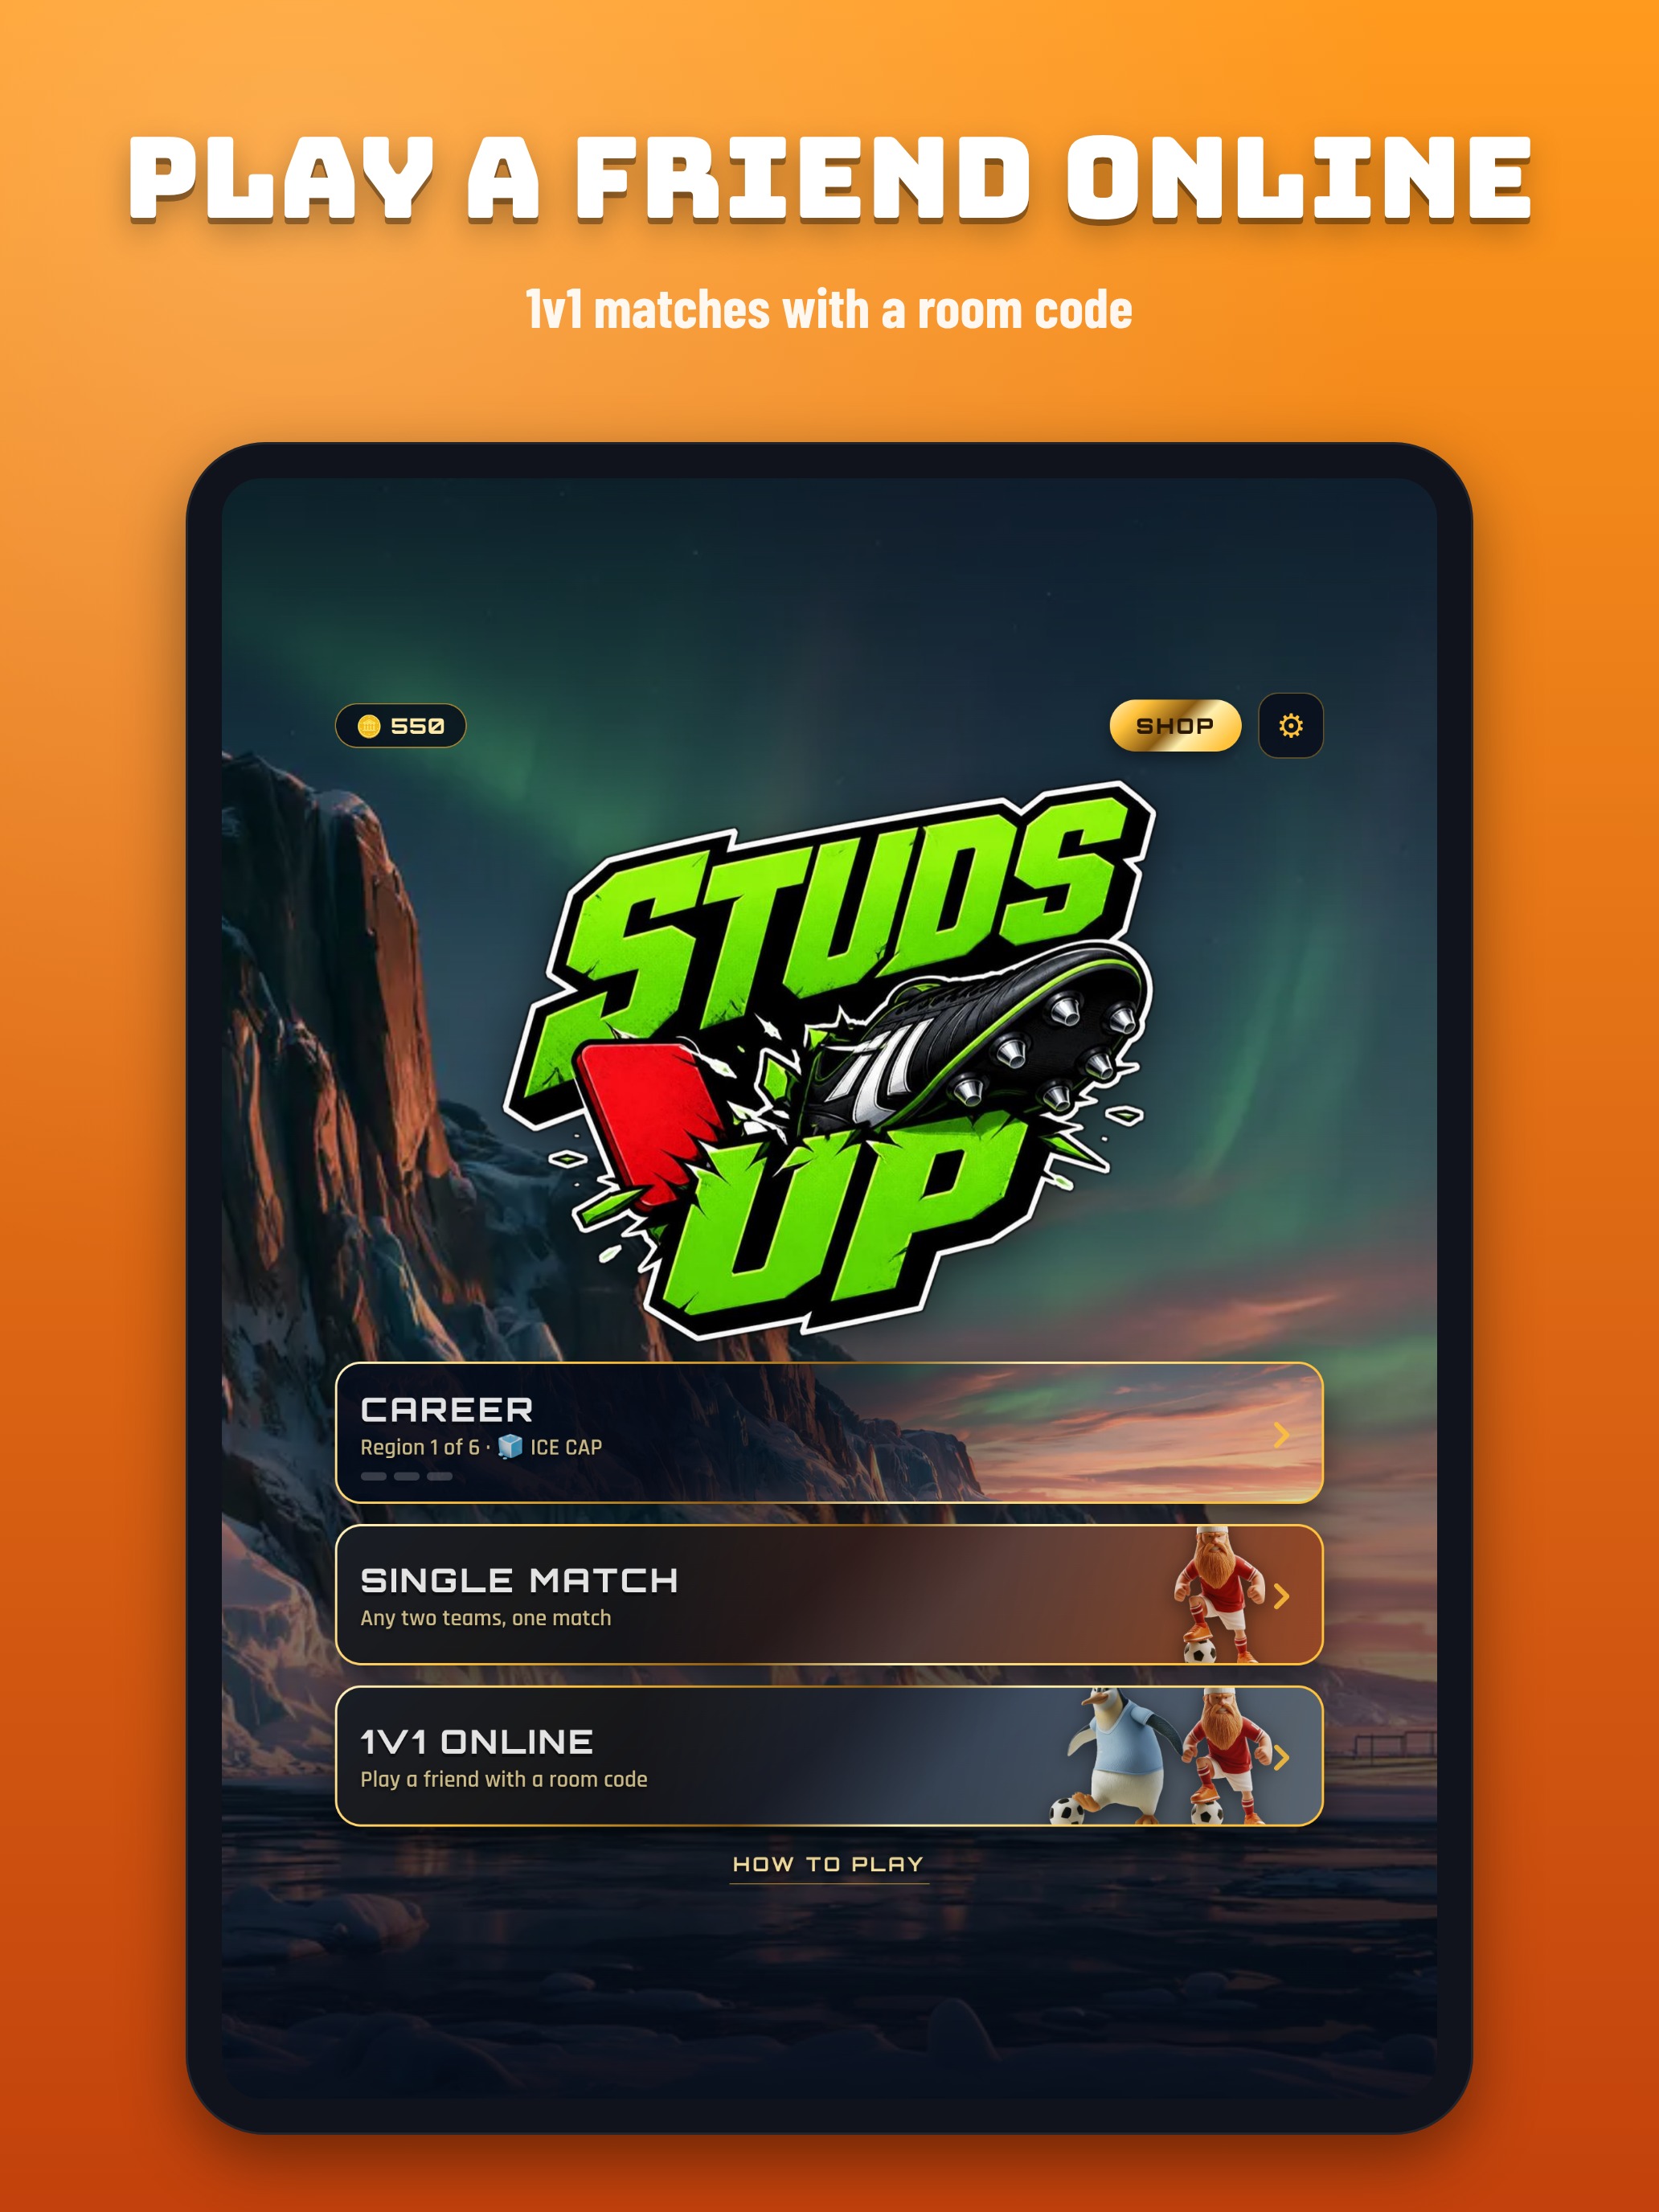 PLAY A FRIEND ONLINE
1v1 matches with a room code
550
SHOP
STUDS
UP
CAREER
Region 1 of 6 · ICE CAP
SINGLE MATCH
Any two teams, one match
1V1 ONLINE
Play a friend with a room code
HOW TO PLAY